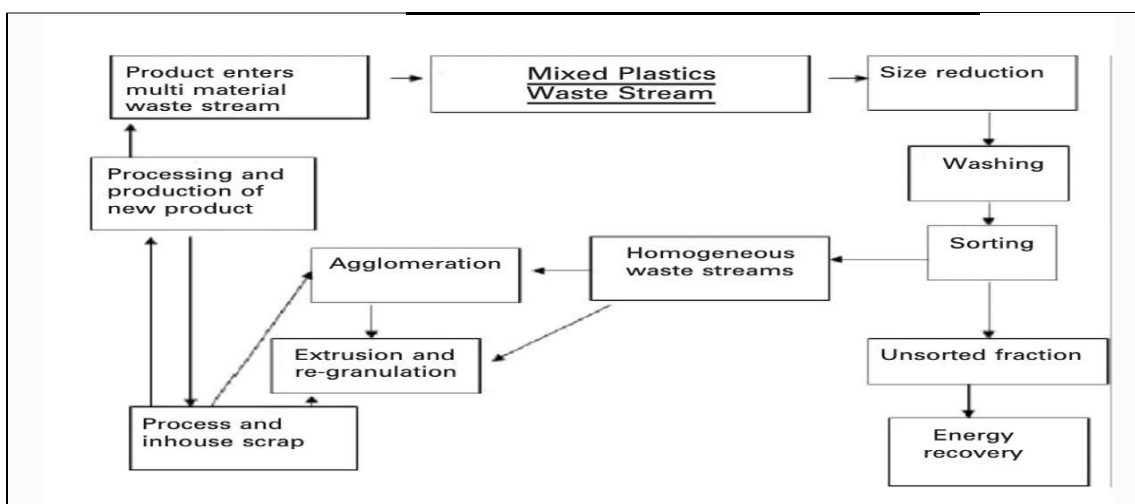 Product enters
multi material
waste stream
Mixed Plastics
Waste Stream
Size reduction
Washing
Processing and
production of
new product
Sorting
Homogeneous
waste streams
Agglomeration
Extrusion and
re-granulation
Unsorted fraction
Process and
inhouse scrap
Energy
recovery